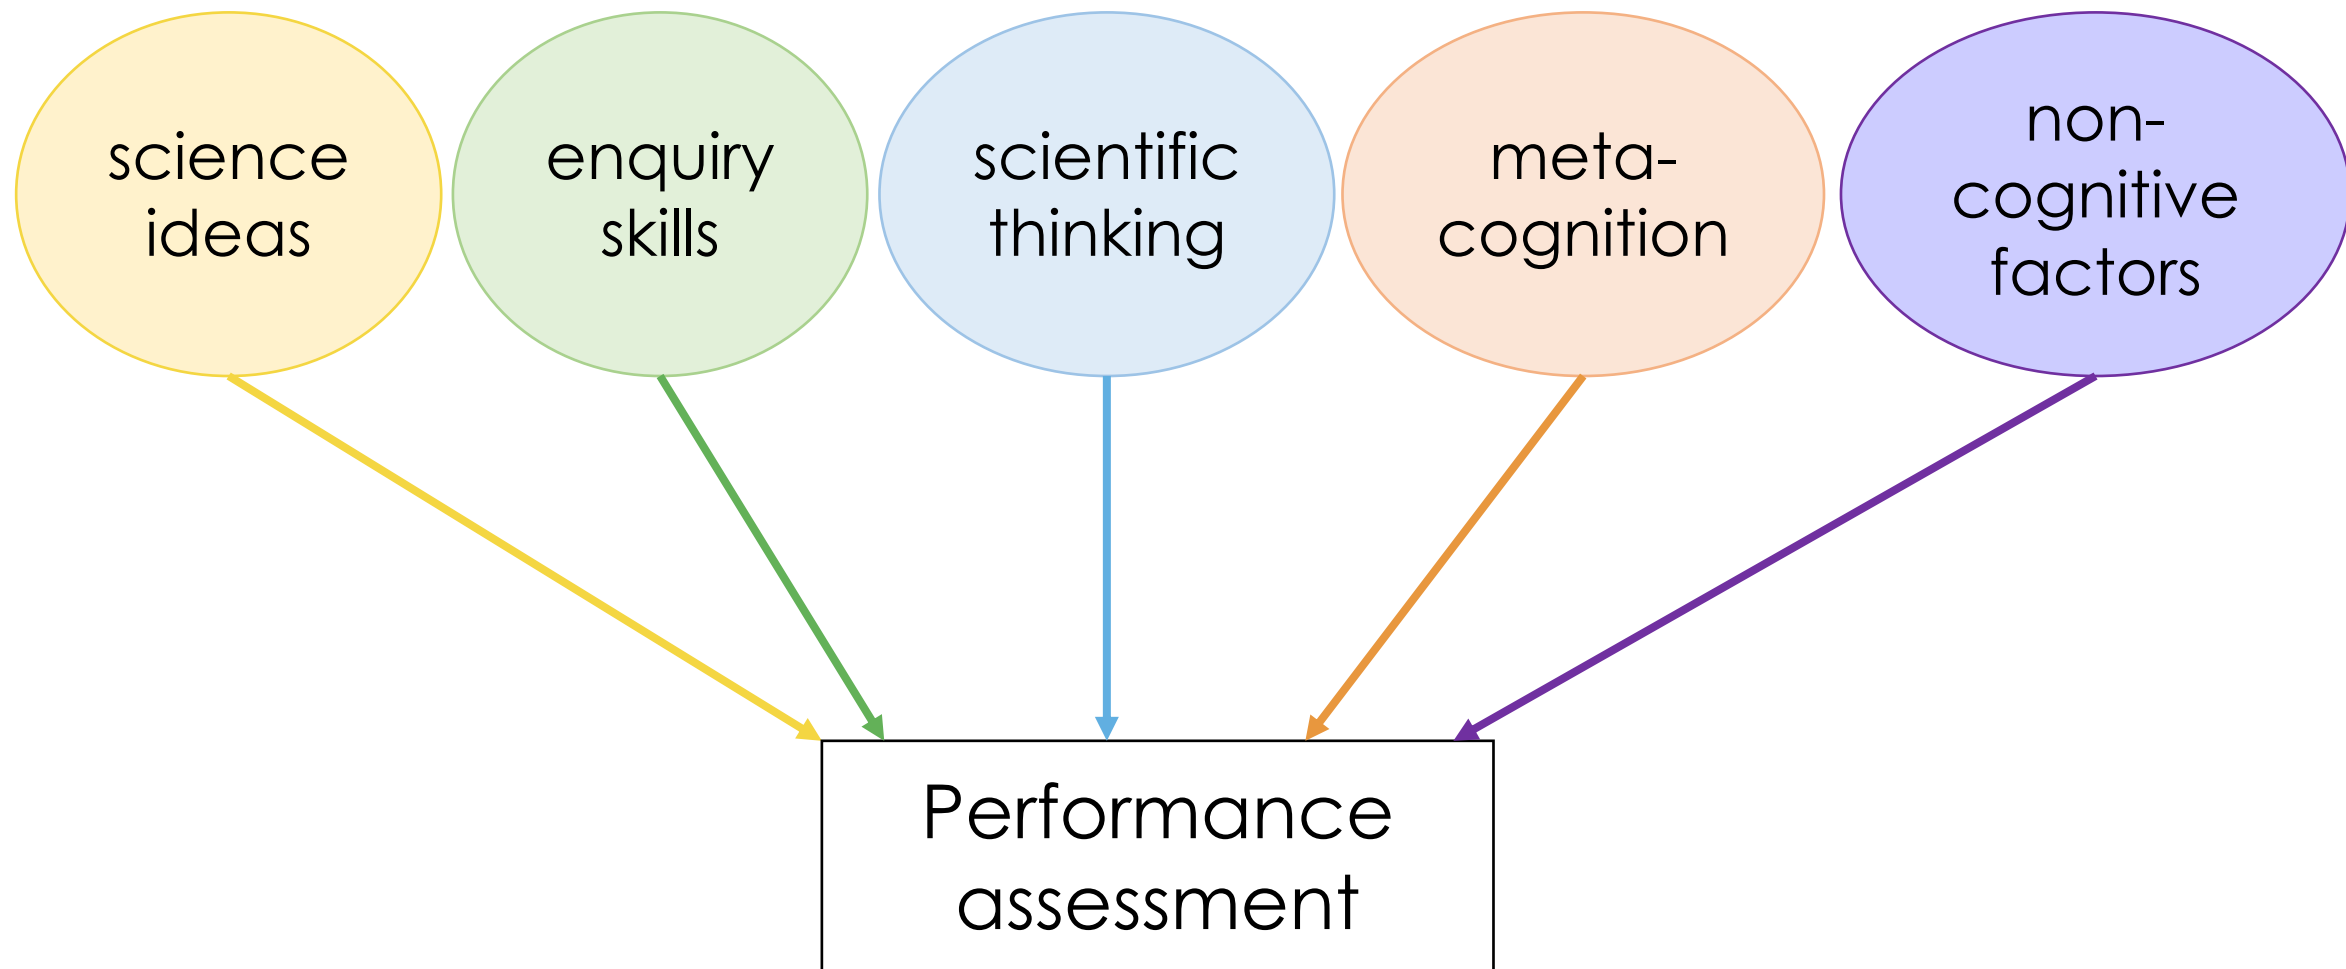 science
ideas
enquiry
skills
scientific
thinking
meta-
cognition
non-
cognitive
factors
Performance
assessment